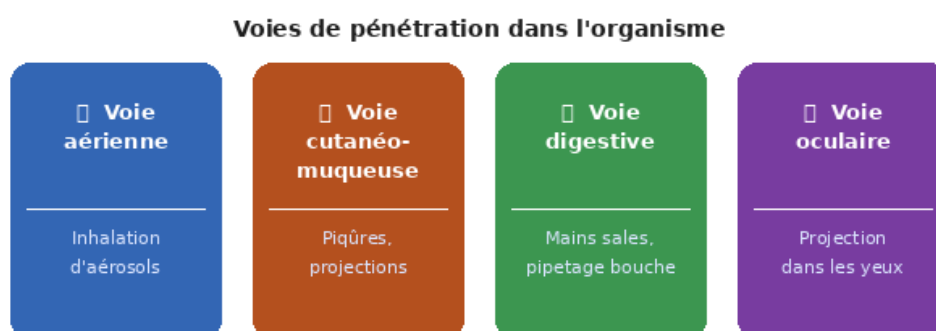 Voies de pénétration dans l'organisme
Voie
aérienne
Inhalation
d'aérosols
Voie
cutanéo-
muqueuse
Piqûres,
projections
Voie
digestive
Mains sales,
pipetage bouche
Voie
oculaire
Projection
dans les yeux